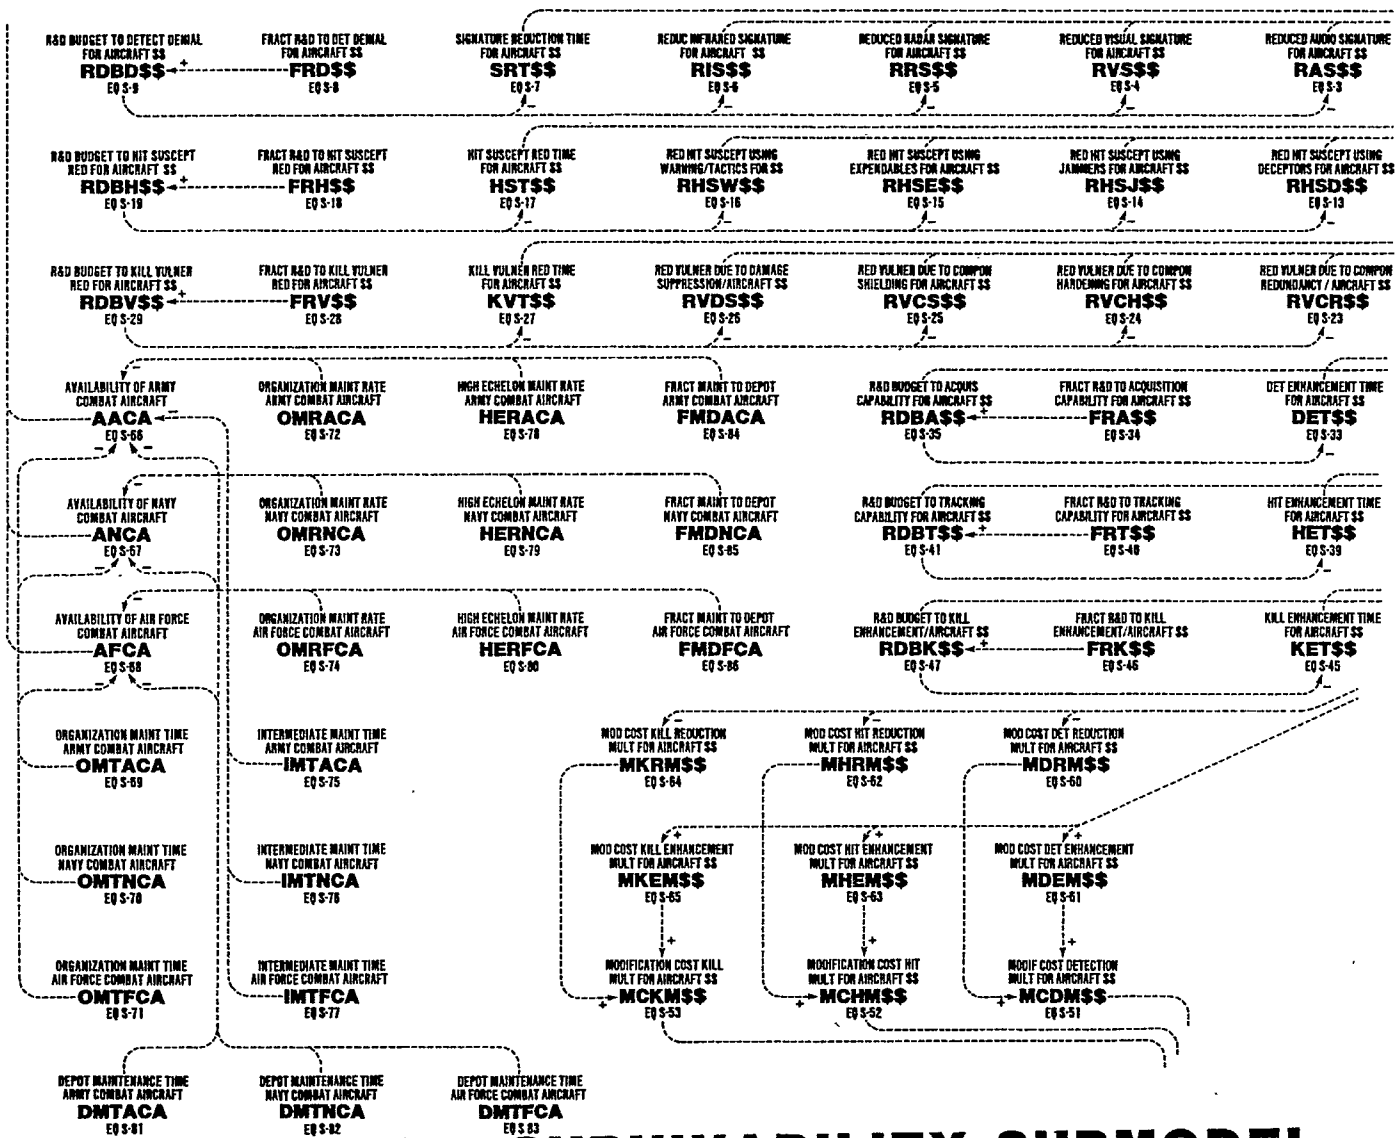 R&D BUDGET TO DETECT DENIAL
FOR AIRCRAFT $$
RDBD$$
EQ S-9
+
FRACT R&D TO DET DENIAL
FOR AIRCRAFT $$
FRD$$
EQ S-8
SIGNATURE REDUCTION TIME
FOR AIRCRAFT $$
SRT$$
EQ S-7
REDUC INFRARED SIGNATURE
FOR AIRCRAFT $$
RIS$$
EQ S-6
REDUCED RADAR SIGNATURE
FOR AIRCRAFT $$
RRS$$
EQ S-5
REDUCED VISUAL SIGNATURE
FOR AIRCRAFT $$
RVS$$
EQ S-4
REDUCED AUDIO SIGNATURE
FOR AIRCRAFT $$
RAS$$
EQ S-3
R&D BUDGET TO HIT SUSCEPT
RED FOR AIRCRAFT $$
RDBH$$
EQ S-19
+
FRACT R&D TO HIT SUSCEPT
RED FOR AIRCRAFT $$
FRH$$
EQ S-18
HIT SUSCEPT RED TIME
FOR AIRCRAFT $$
HST$$
EQ S-17
RED HIT SUSCEPT USING
WARNING/TACTICS FOR $$
RHSW$$
EQ S-16
RED HIT SUSCEPT USING
EXPENDABLES FOR AIRCRAFT $$
RHSE$$
EQ S-15
RED HIT SUSCEPT USING
JAMMERS FOR AIRCRAFT $$
RHSJ$$
EQ S-14
RED HIT SUSCEPT USING
DECEPTORS FOR AIRCRAFT $$
RHSD$$
EQ S-13
R&D BUDGET TO KILL VULNER
RED FOR AIRCRAFT $$
RDBV$$
EQ S-29
+
FRACT R&D TO KILL VULNER
RED FOR AIRCRAFT $$
FRV$$
EQ S-28
KILL VULNER RED TIME
FOR AIRCRAFT $$
KVT$$
EQ S-27
RED VULNER DUE TO DAMAGE
SUPPRESSION/AIRCRAFT $$
RVDS$$
EQ S-26
RED VULNER DUE TO COMPON
SHIELDING FOR AIRCRAFT $$
RVCS$$
EQ S-25
RED VULNER DUE TO COMPON
HARDENING FOR AIRCRAFT $$
RVCH$$
EQ S-24
RED VULNER DUE TO COMPON
REDUNDANCY / AIRCRAFT $$
RVCR$$
EQ S-23
AVAILABILITY OF ARMY
COMBAT AIRCRAFT
AACA
EQ S-66
ORGANIZATION MAINT RATE
ARMY COMBAT AIRCRAFT
OMRACA
EQ S-72
HIGH ECHELON MAINT RATE
ARMY COMBAT AIRCRAFT
HERACA
EQ S-78
FRACT MAINT TO DEPOT
ARMY COMBAT AIRCRAFT
FMDACA
EQ S-84
R&D BUDGET TO ACQUIS
CAPABILITY FOR AIRCRAFT $$
RDBA$$
EQ S-35
+
FRACT R&D TO ACQUISITION
CAPABILITY FOR AIRCRAFT $$
FRA$$
EQ S-34
DET ENHANCEMENT TIME
FOR AIRCRAFT $$
DET$$
EQ S-33
AVAILABILITY OF NAVY
COMBAT AIRCRAFT
ANCA
EQ S-67
ORGANIZATION MAINT RATE
NAVY COMBAT AIRCRAFT
OMRNCA
EQ S-73
HIGH ECHELON MAINT RATE
NAVY COMBAT AIRCRAFT
HERNCA
EQ S-79
FRACT MAINT TO DEPOT
NAVY COMBAT AIRCRAFT
FMDNCA
EQ S-85
R&D BUDGET TO TRACKING
CAPABILITY FOR AIRCRAFT $$
RDBT$$
EQ S-41
+
FRACT R&D TO TRACKING
CAPABILITY FOR AIRCRAFT $$
FRT$$
EQ S-40
HIT ENHANCEMENT TIME
FOR AIRCRAFT $$
HET$$
EQ S-39
AVAILABILITY OF AIR FORCE
COMBAT AIRCRAFT
AFCA
EQ S-68
ORGANIZATION MAINT RATE
AIR FORCE COMBAT AIRCRAFT
OMRFCA
EQ S-74
HIGH ECHELON MAINT RATE
AIR FORCE COMBAT AIRCRAFT
HERFCA
EQ S-80
FRACT MAINT TO DEPOT
AIR FORCE COMBAT AIRCRAFT
FMDFCA
EQ S-86
R&D BUDGET TO KILL
ENHANCEMENT/AIRCRAFT $$
RDBK$$
EQ S-47
+
FRACT R&D TO KILL
ENHANCEMENT/AIRCRAFT $$
FRK$$
EQ S-46
KILL ENHANCEMENT TIME
FOR AIRCRAFT $$
KET$$
EQ S-45
ORGANIZATION MAINT TIME
ARMY COMBAT AIRCRAFT
OMTACA
EQ S-69
INTERMEDIATE MAINT TIME
ARMY COMBAT AIRCRAFT
IMTACA
EQ S-75
MOD COST KILL REDUCTION
MULT FOR AIRCRAFT $$
MKRM$$
EQ S-64
MOD COST HIT REDUCTION
MULT FOR AIRCRAFT $$
MHRM$$
EQ S-62
MOD COST DET REDUCTION
MULT FOR AIRCRAFT $$
MDRM$$
EQ S-60
ORGANIZATION MAINT TIME
NAVY COMBAT AIRCRAFT
OMTNCA
EQ S-70
INTERMEDIATE MAINT TIME
NAVY COMBAT AIRCRAFT
IMTNCA
EQ S-76
+
MOD COST KILL ENHANCEMENT
MULT FOR AIRCRAFT $$
MKEM$$
EQ S-65
+
+
MOD COST HIT ENHANCEMENT
MULT FOR AIRCRAFT $$
MHEM$$
EQ S-63
+
+
MOD COST DET ENHANCEMENT
MULT FOR AIRCRAFT $$
MDEM$$
EQ S-61
+
ORGANIZATION MAINT TIME
AIR FORCE COMBAT AIRCRAFT
OMTFCA
EQ S-71
INTERMEDIATE MAINT TIME
AIR FORCE COMBAT AIRCRAFT
IMTFCA
EQ S-77
MODIFICATION COST KILL
MULT FOR AIRCRAFT $$
+ MCKM$$
EQ S-53
MODIFICATION COST HIT
MULT FOR AIRCRAFT $$
+ MCHM$$
EQ S-52
MODIF COST DETECTION
MULT FOR AIRCRAFT $$
+ MCDM$$
EQ S-51
DEPOT MAINTENANCE TIME
ARMY COMBAT AIRCRAFT
DMTACA
EQ S-81
DEPOT MAINTENANCE TIME
NAVY COMBAT AIRCRAFT
DMTNCA
EQ S-82
DEPOT MAINTENANCE TIME
AIR FORCE COMBAT AIRCRAFT
DMTFCA
EQ S 83
SURVIVABILITY SUBMODEL